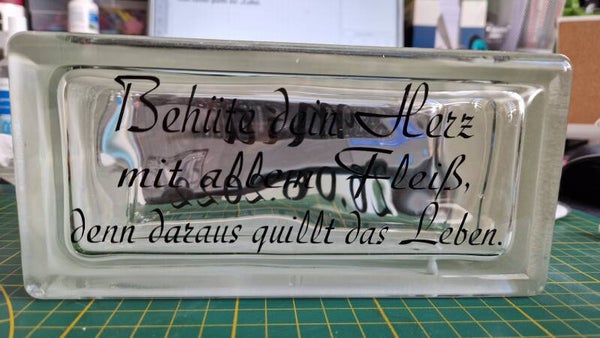 Behüte dein Herz
mit allem Fleiß,
denn daraus quillt das Leben.